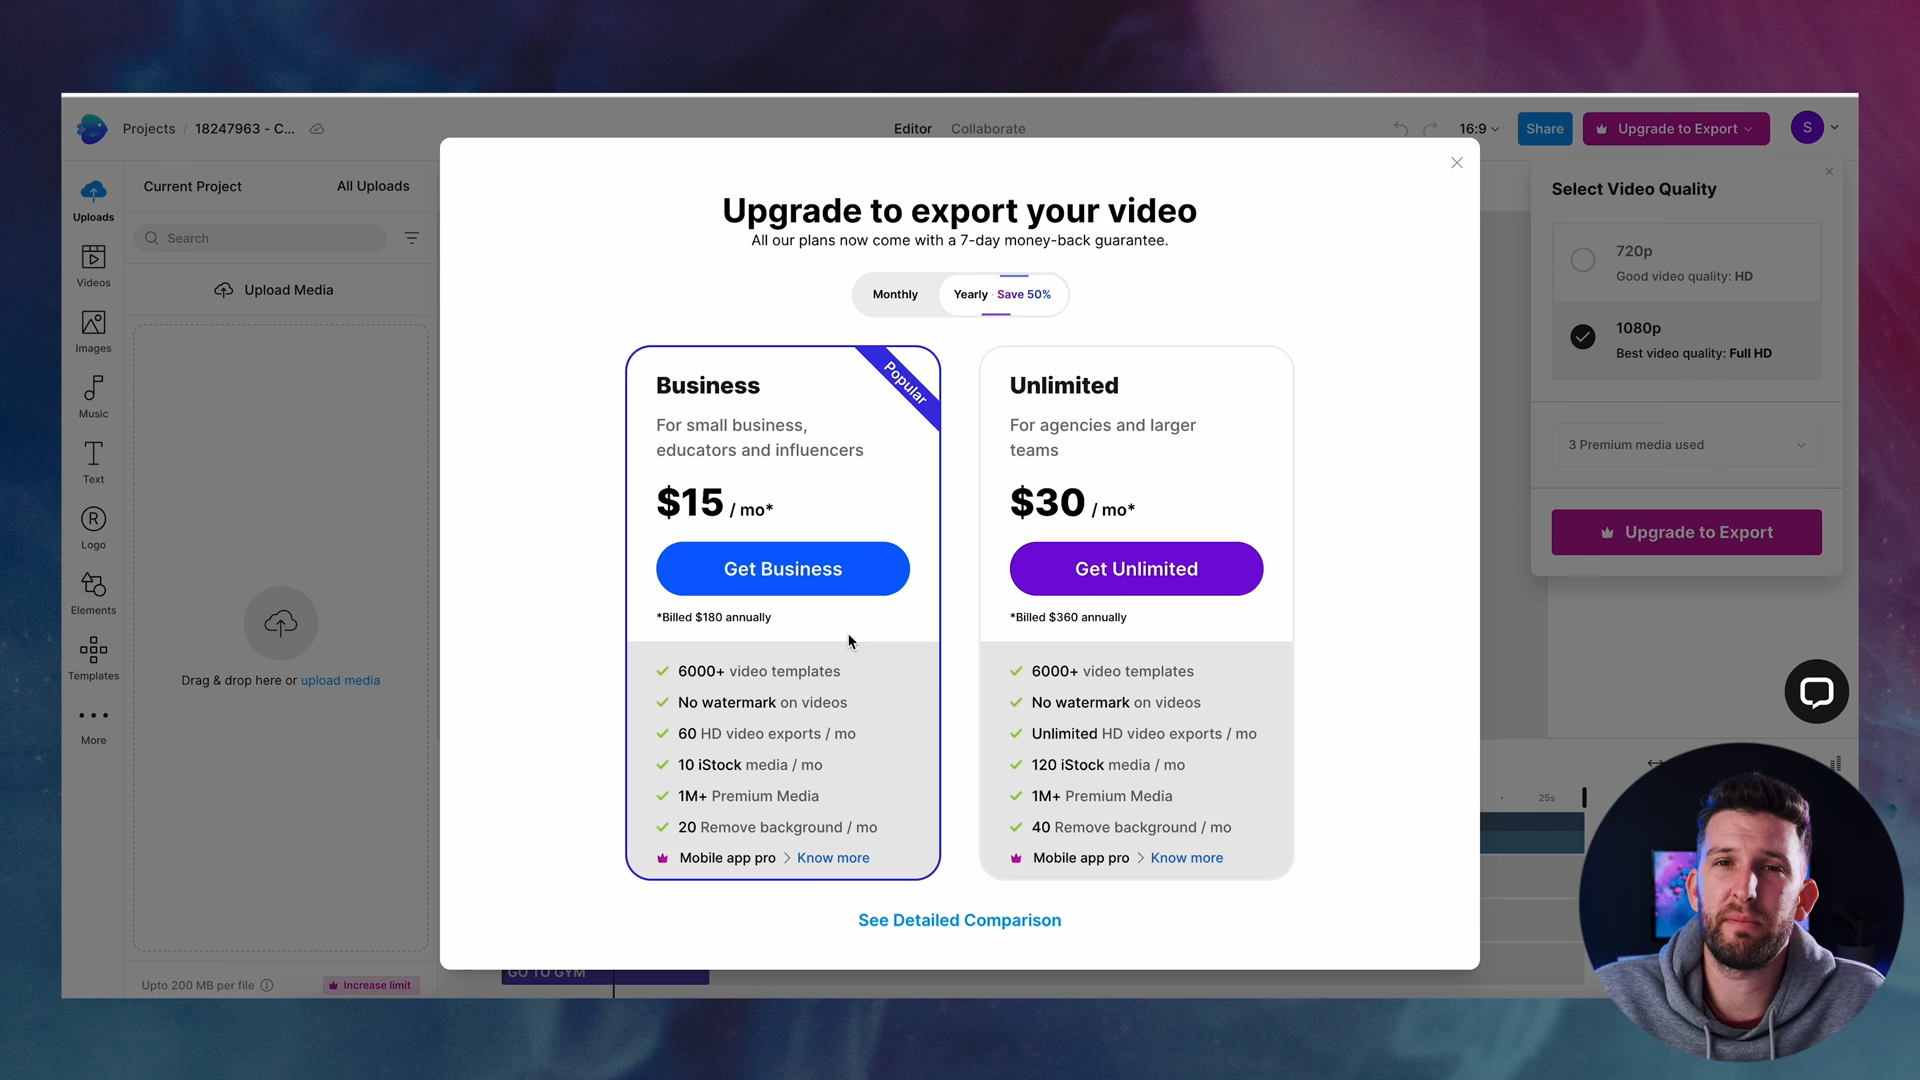 Projects / 18247963 - C...
Editor
Collaborate
16:9
Share
Upgrade to Export
S
Uploads
Videos
Images
Music
Text
R
Logo
Elements
Templates
More
Current Project
All Uploads
Search
Upload Media
Drag & drop here or upload media
Upto 200 MB per file
Increase limit
Upgrade to export your video
All our plans now come with a 7-day money-back guarantee.
Monthly
Yearly · Save 50%
Popular
Business
For small business,
educators and influencers
$15 / mo*
Get Business
*Billed $180 annually
6000+ video templates
No watermark on videos
60 HD video exports / mo
10 iStock media / mo
1M+ Premium Media
20 Remove background / mo
Mobile app pro > Know more
Unlimited
For agencies and larger
teams
$30 / mo*
Get Unlimited
*Billed $360 annually
6000+ video templates
No watermark on videos
Unlimited HD video exports / mo
120 iStock media / mo
1M+ Premium Media
40 Remove background / mo
Mobile app pro > Know more
See Detailed Comparison
Select Video Quality
720p
Good video quality: HD
1080p
Best video quality: Full HD
3 Premium media used
Upgrade to Export
25s
GO TO GYM